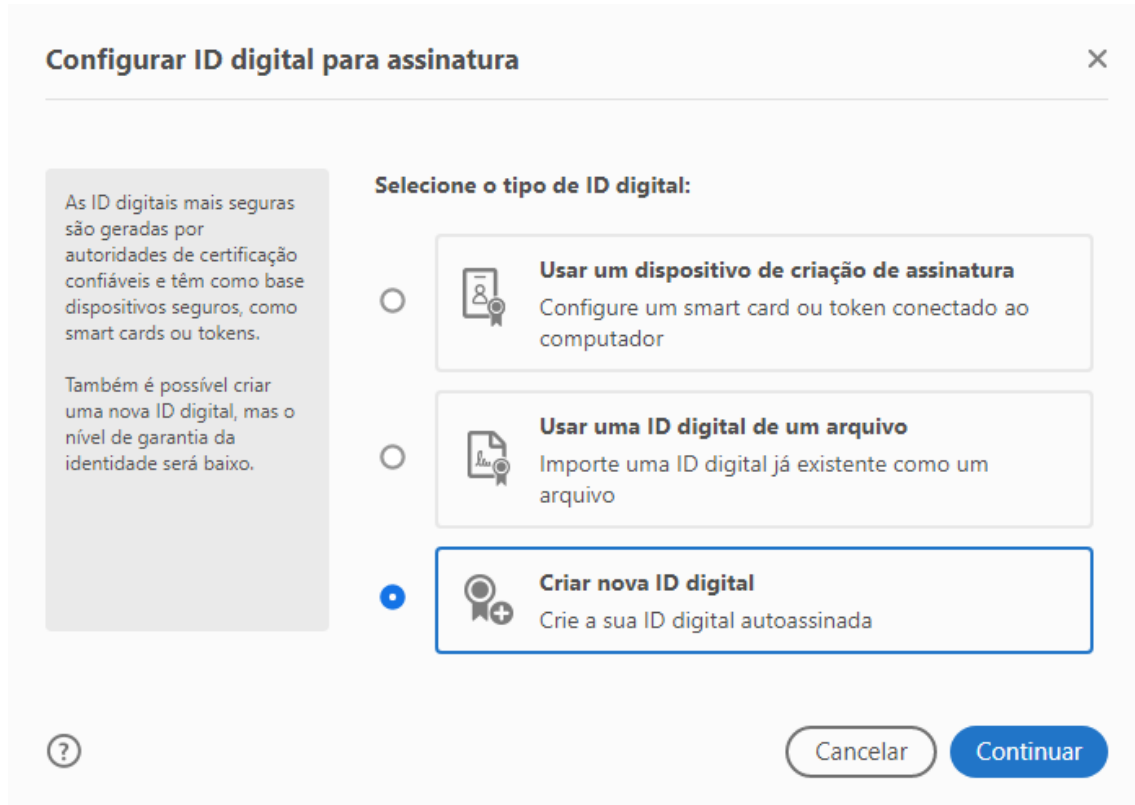 Configurar ID digital para assinatura
As ID digitais mais seguras
são geradas por
autoridades de certificação
confiáveis e têm como base
dispositivos seguros, como
smart cards ou tokens.
Também é possível criar
uma nova ID digital, mas o
nível de garantia da
identidade será baixo.
Selecione o tipo de ID digital:
Usar um dispositivo de criação de assinatura
Configure um smart card ou token conectado ao
computador
Usar uma ID digital de um arquivo
Importe uma ID digital já existente como um
arquivo
Criar nova ID digital
Crie a sua ID digital autoassinada
?
Cancelar
Continuar